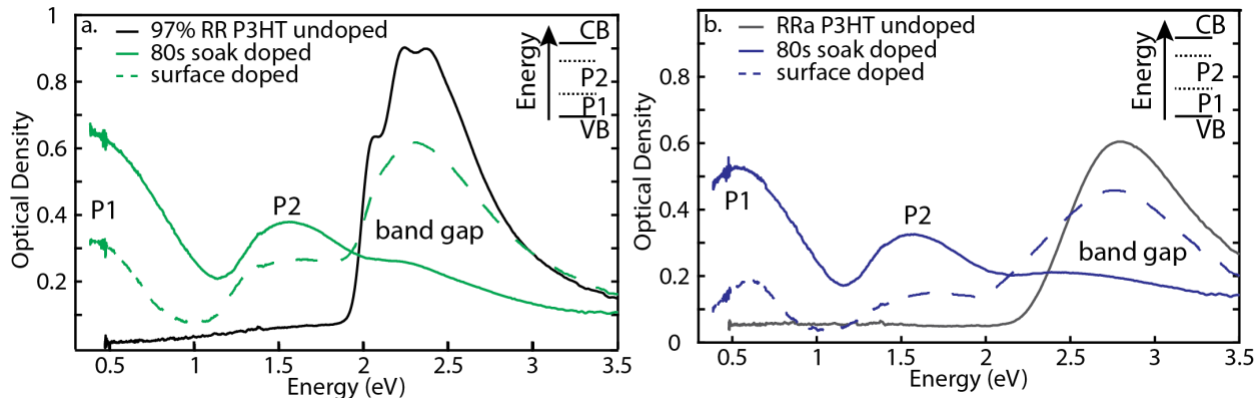 a.
97% RR P3HT undoped
80s soak doped
surface doped
Energy
CB
P2
P1
VB
P1
P2
band gap
Optical Density
1
0.8
0.6
0.4
0.2
0.5
1
1.5
2
2.5
3
3.5
Energy (eV)
b.
RRa P3HT undoped
80s soak doped
surface doped
Energy
CB
P2
P1
VB
P1
P2
band gap
Optical Density
0.8
0.6
0.4
0.2
0
0.5
1
1.5
2
2.5
3
3.5
Energy (eV)